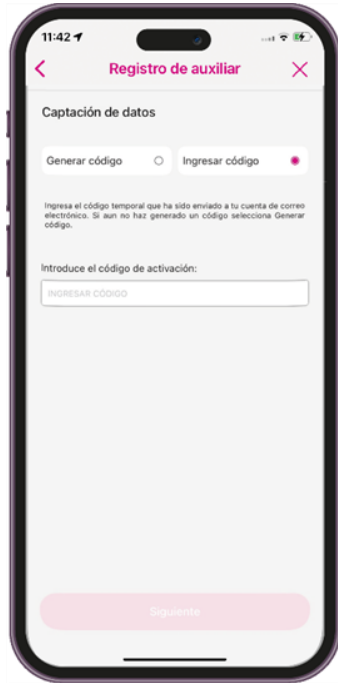 11:42
Registro de auxiliar
Captación de datos
Generar código
Ingresar código
Ingresa el código temporal que ha sido enviado a tu cuenta de correo
electrónico. Si aun no haz generado un código selecciona Generar
código.
Introduce el código de activación:
INGRESAR CÓDIGO
Siguiente